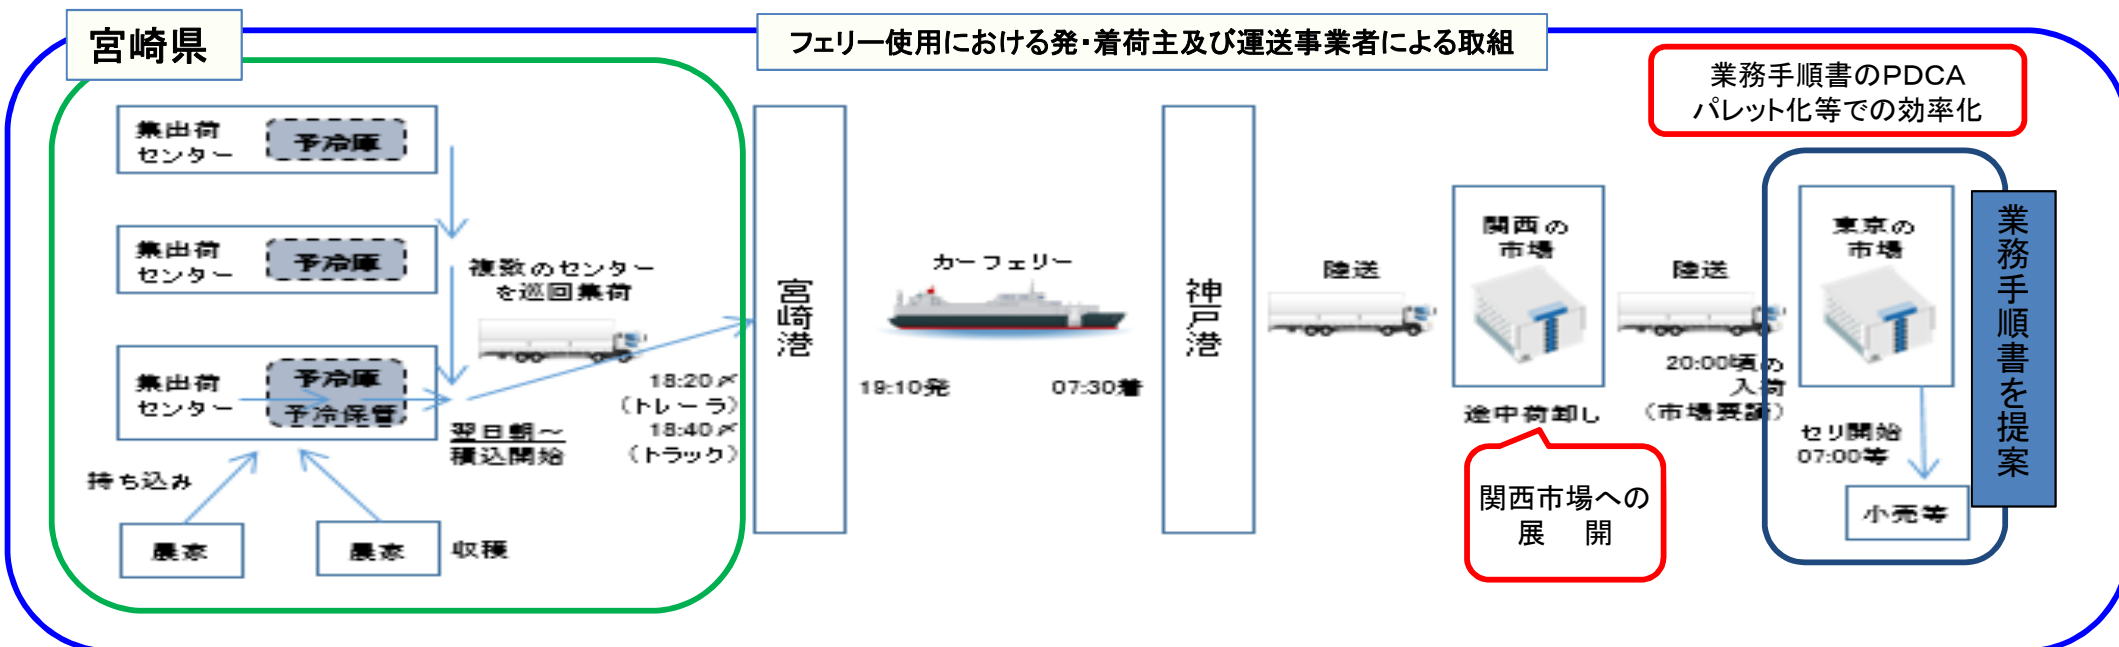 宮崎県
フェリー使用における発・着荷主及び運送事業者による取組
業務手順書のPDCA
パレット化等での効率化
集出荷
センター
予冷庫
集出荷
センター
予冷庫
集出荷
センター
予冷庫
予冷保管
持ち込み
農家
農家
収穫
複数のセンター
を巡回集荷
翌日朝～
積込開始
18:20〆
（トレーラ）
18:40〆
（トラック）
宮崎港
カーフェリー
19:10発
07:30着
神戸港
陸送
関西の
市場
途中荷卸し
関西市場への
展　開
陸送
20:00頃の
入荷
（市場要請）
東京の
市場
セリ開始
07:00等
小売等
業務手順書を提案